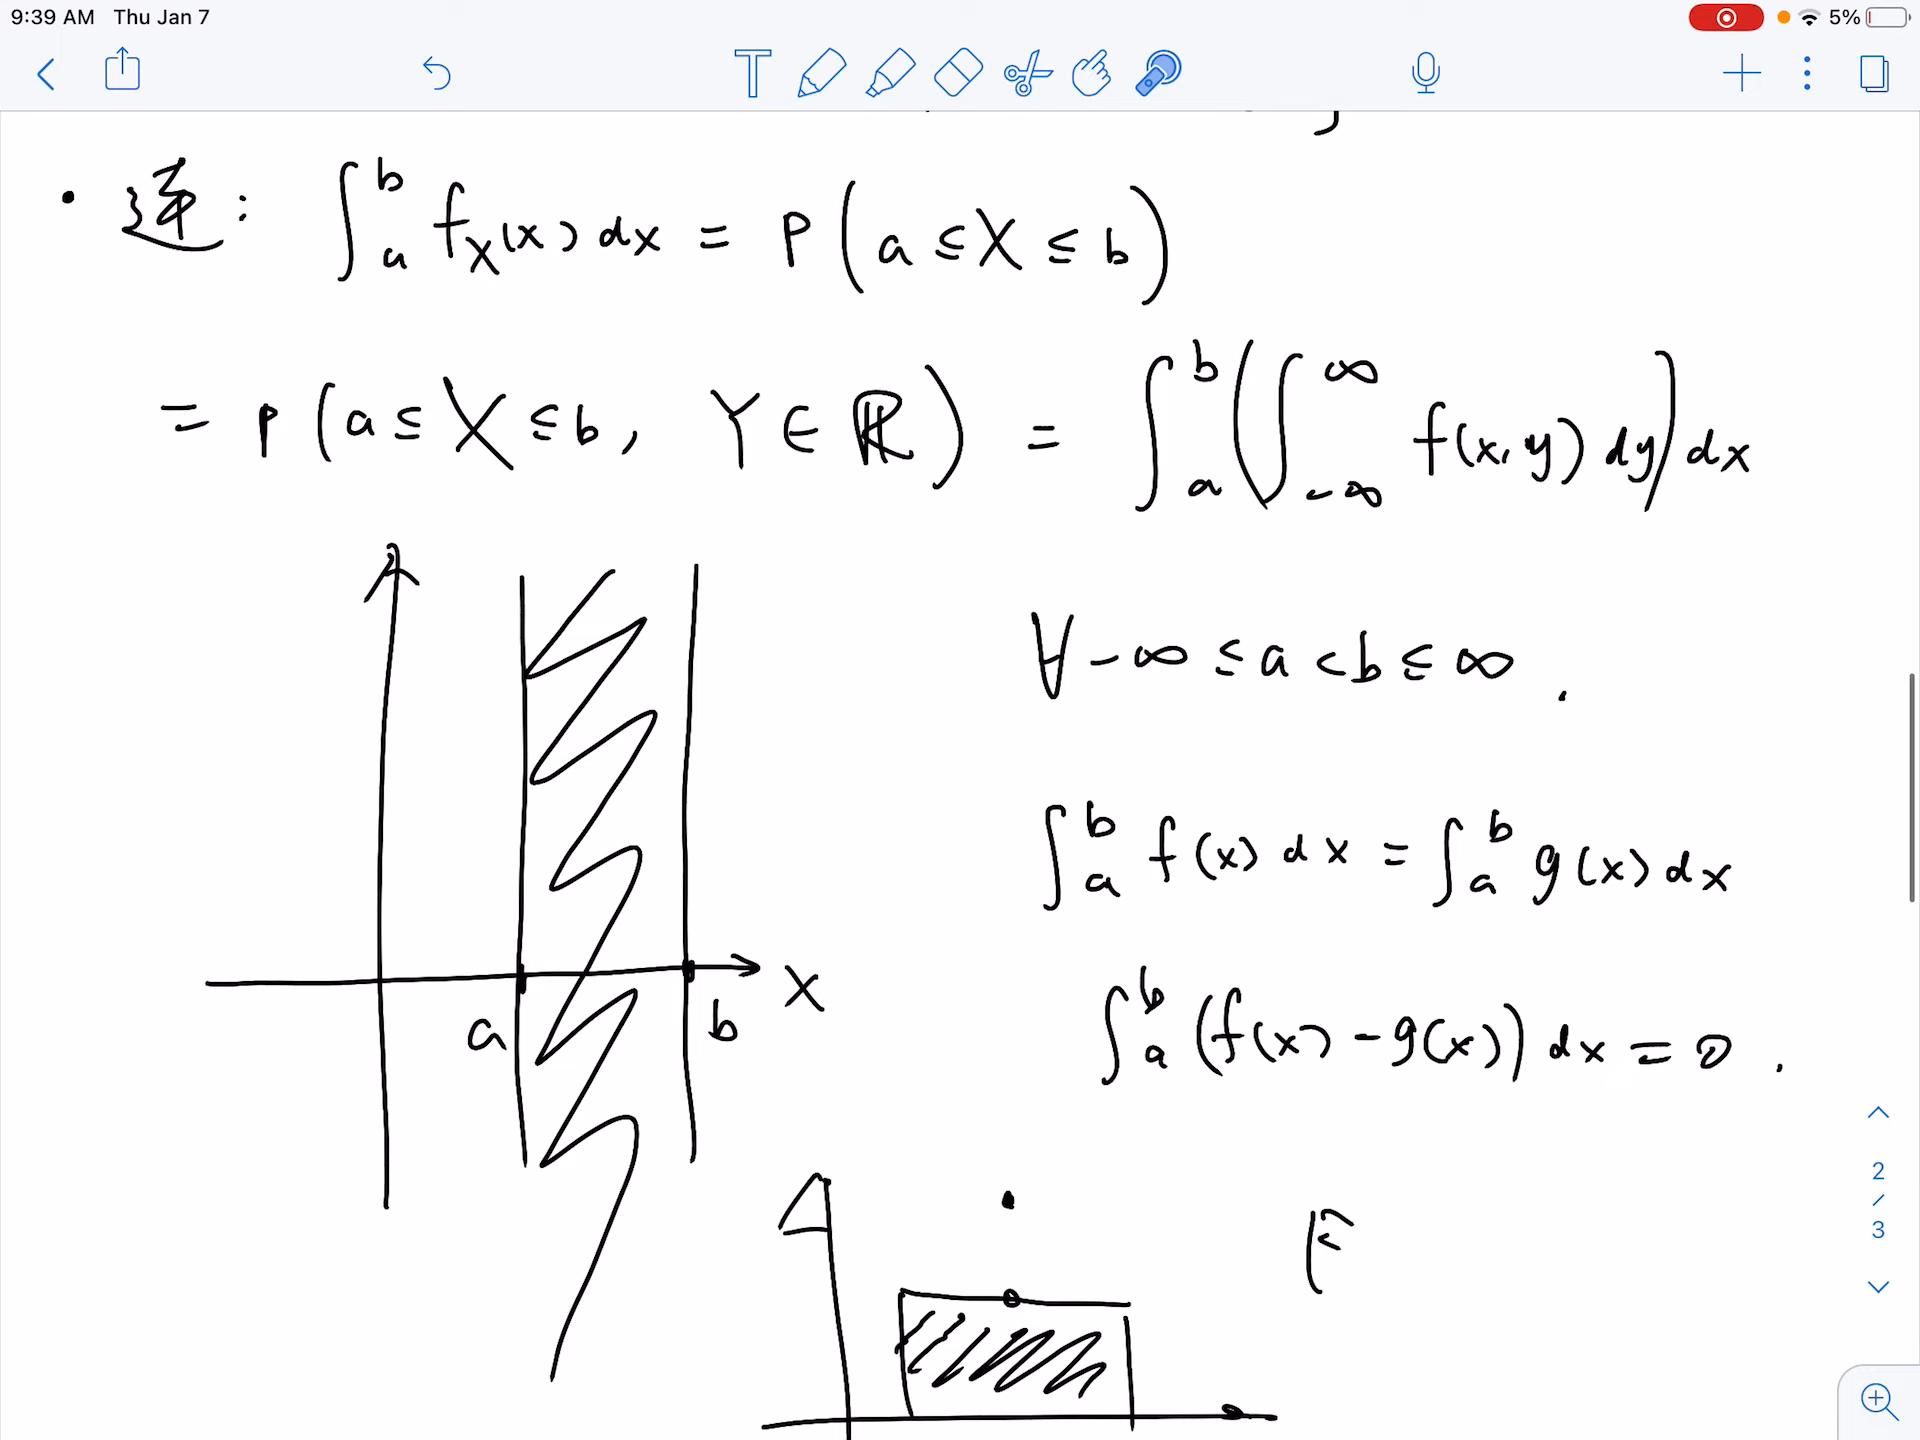 9:39 AM Thu Jan 7
5%
T
• 連: ∫_a^b f_X(x) dx = P(a ≤ X ≤ b)
= P(a ≤ X ≤ b, Y ∈ ℝ) = ∫_a^b (∫_{-∞}^{∞} f(x,y) dy) dx
∀ -∞ ≤ a < b ≤ ∞.
∫_a^b f(x) dx = ∫_a^b g(x) dx
x
a
b
∫_a^b (f(x) - g(x)) dx = 0.
2
/
3